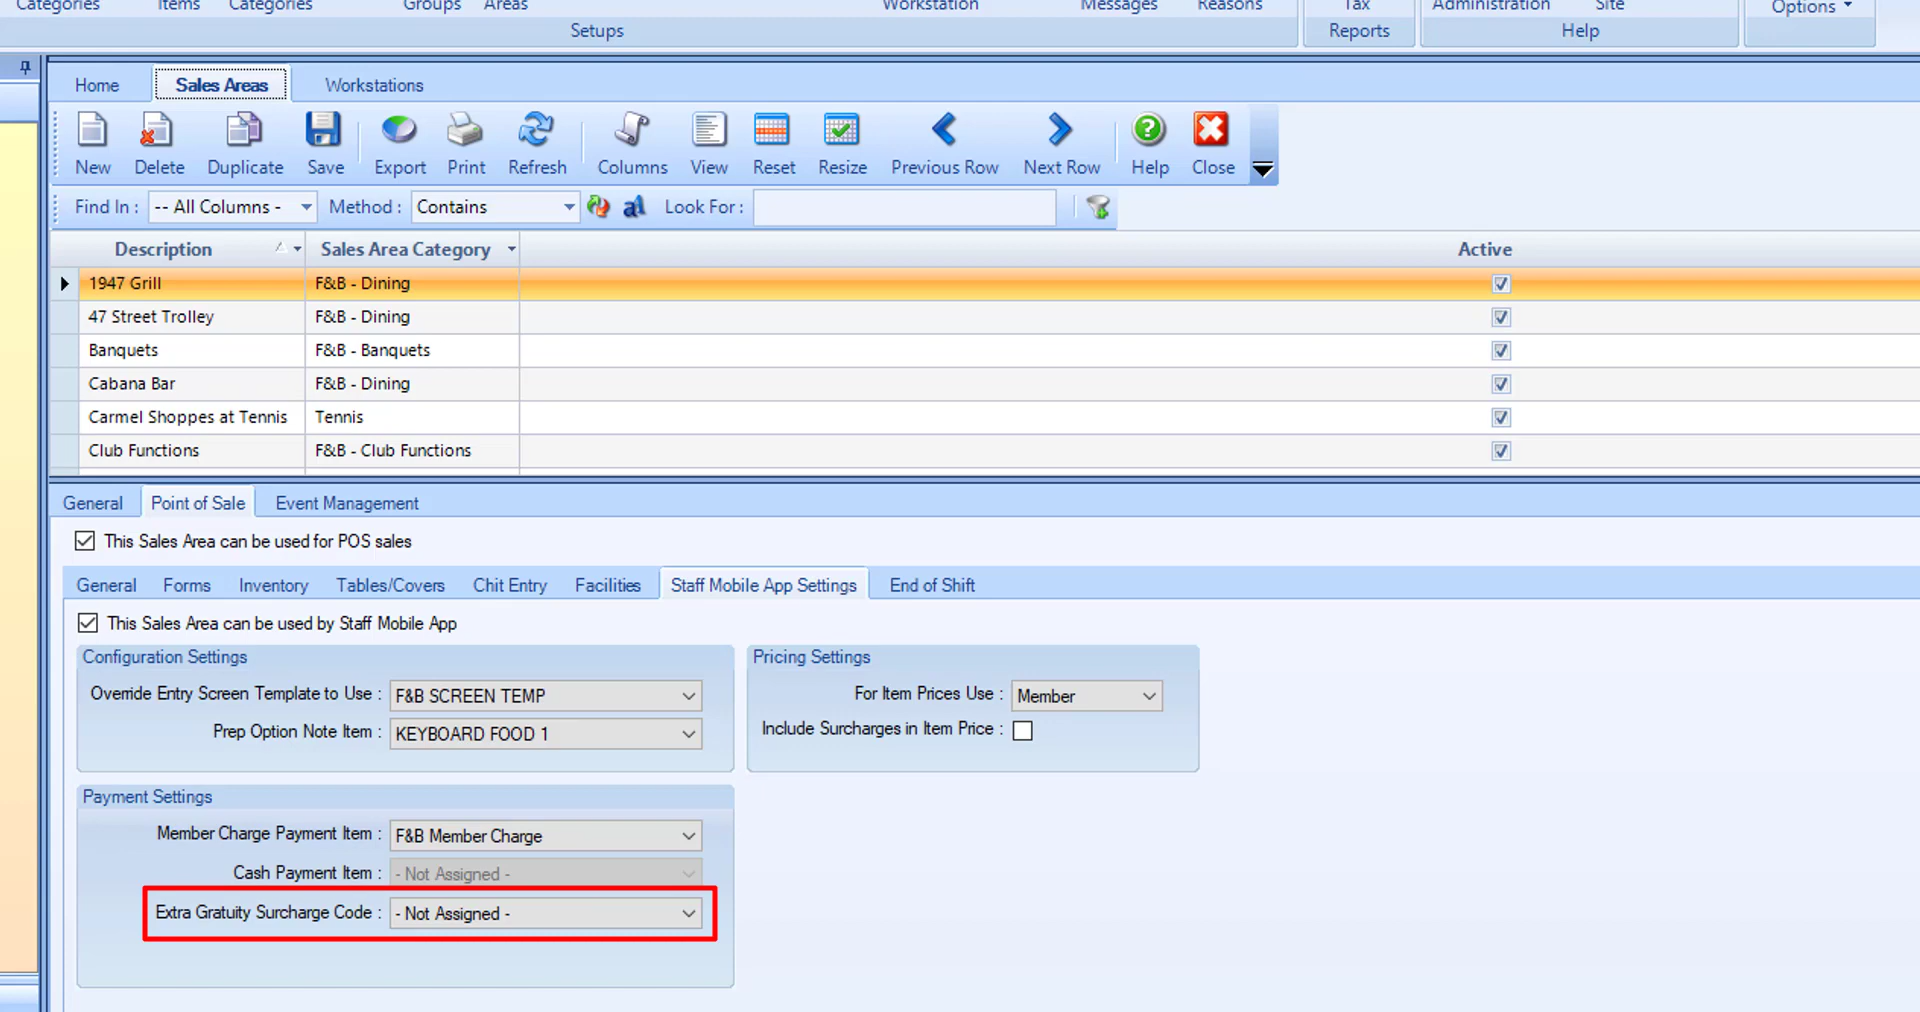 Categories Items Categories Groups Areas Workstation Messages Reasons Tax Administration Site Options
Setups Reports Help
Home Sales Areas Workstations
New Delete Duplicate Save Export Print Refresh Columns View Reset Resize Previous Row Next Row Help Close
Find In : -- All Columns - Method : Contains Look For :
Description Sales Area Category Active
1947 Grill F&B - Dining
47 Street Trolley F&B - Dining
Banquets F&B - Banquets
Cabana Bar F&B - Dining
Carmel Shoppes at Tennis Tennis
Club Functions F&B - Club Functions
General Point of Sale Event Management
This Sales Area can be used for POS sales
General Forms Inventory Tables/Covers Chit Entry Facilities Staff Mobile App Settings End of Shift
This Sales Area can be used by Staff Mobile App
Configuration Settings
Override Entry Screen Template to Use : F&B SCREEN TEMP
Prep Option Note Item : KEYBOARD FOOD 1
Pricing Settings
For Item Prices Use : Member
Include Surcharges in Item Price :
Payment Settings
Member Charge Payment Item : F&B Member Charge
Cash Payment Item : - Not Assigned -
Extra Gratuity Surcharge Code : - Not Assigned -